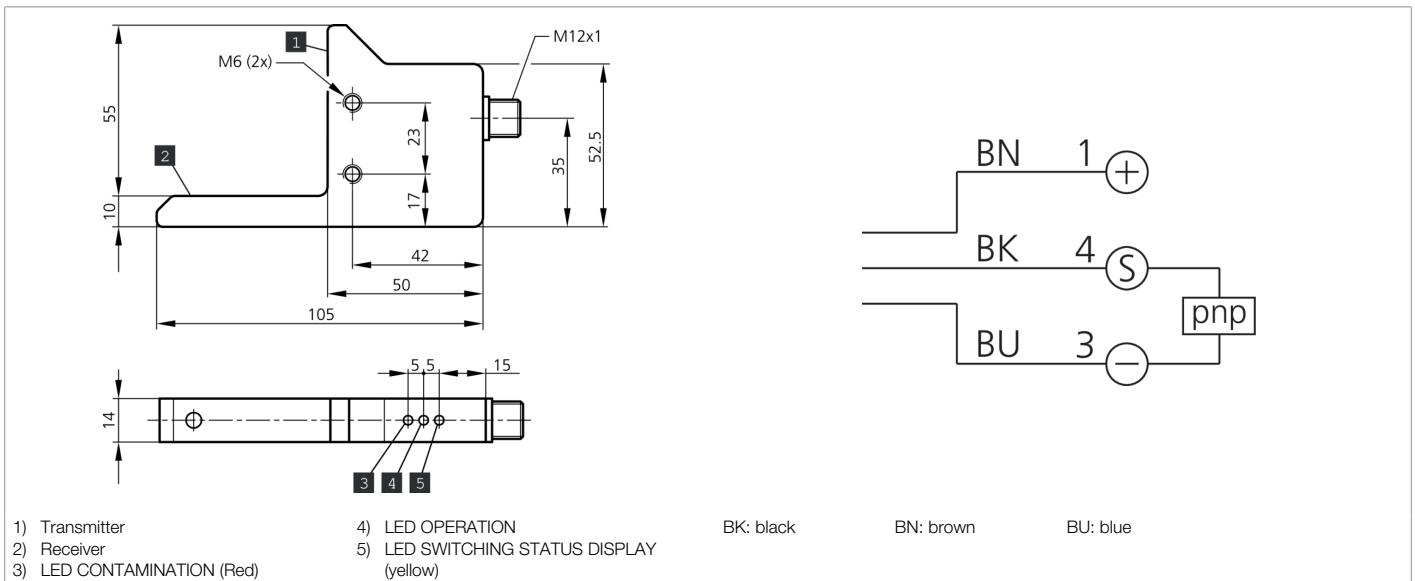 1
M12x1
M6 (2x)
55
23
35
52.5
2
10
17
42
50
105
5
5
15
14
3
4
5
BN
1
+
BK
4
S
pnp
BU
3
−
1) Transmitter
2) Receiver
3) LED CONTAMINATION (Red)
4) LED OPERATION
5) LED SWITCHING STATUS DISPLAY
(yellow)
BK: black
BN: brown
BU: blue